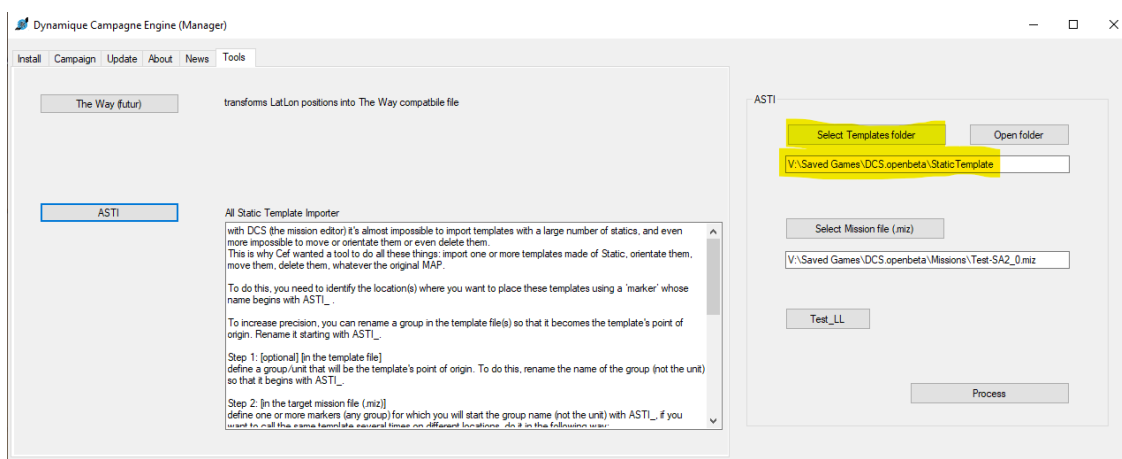 Dynamique Campagne Engine (Manager)
Install Campaign Update About News Tools
The Way (futur)
transforms LatLon positions into The Way compatbile file
ASTI
All Static Template Importer
with DCS (the mission editor) it's almost impossible to import templates with a large number of statics, and even
more impossible to move or orientate them or even delete them.
This is why Cef wanted a tool to do all these things: import one or more templates made of Static, orientate them,
move them, delete them, whatever the original MAP.
To do this, you need to identify the location(s) where you want to place these templates using a 'marker' whose
name begins with ASTI_ .
To increase precision, you can rename a group in the template file(s) so that it becomes the template's point of
origin. Rename it starting with ASTI_.
Step 1: [optional] [in the template file]
define a group/unit that will be the template's point of origin. To do this, rename the name of the group (not the unit)
so that it begins with ASTI_.
Step 2: [in the target mission file (.miz)]
define one or more markers (any group) for which you will start the group name (not the unit) with ASTI_, if you
want to call the same template several times on different locations, do it in the following way:
ASTI
Select Templates folder
Open folder
V:\Saved Games\DCS.openbeta\StaticTemplate
Select Mission file (.miz)
V:\Saved Games\DCS.openbeta\Missions\Test-SA2_0.miz
Test_LL
Process